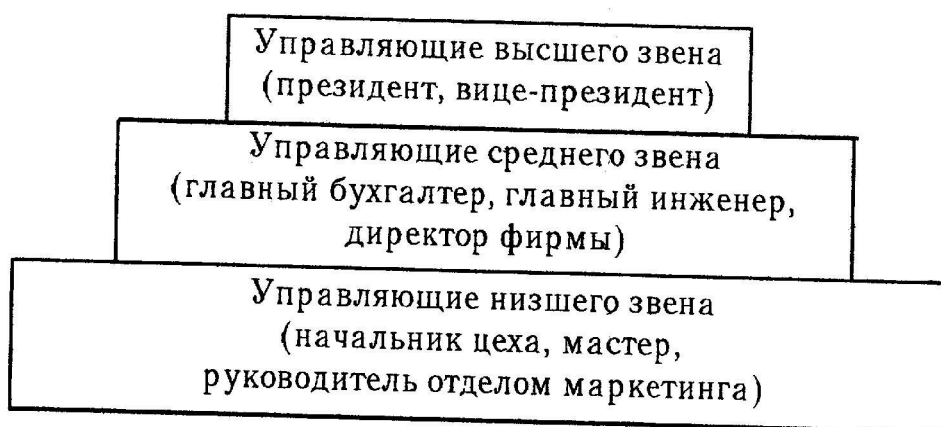 Управляющие высшего звена
(президент, вице-президент)
Управляющие среднего звена
(главный бухгалтер, главный инженер,
директор фирмы)
Управляющие низшего звена
(начальник цеха, мастер,
руководитель отделом маркетинга)